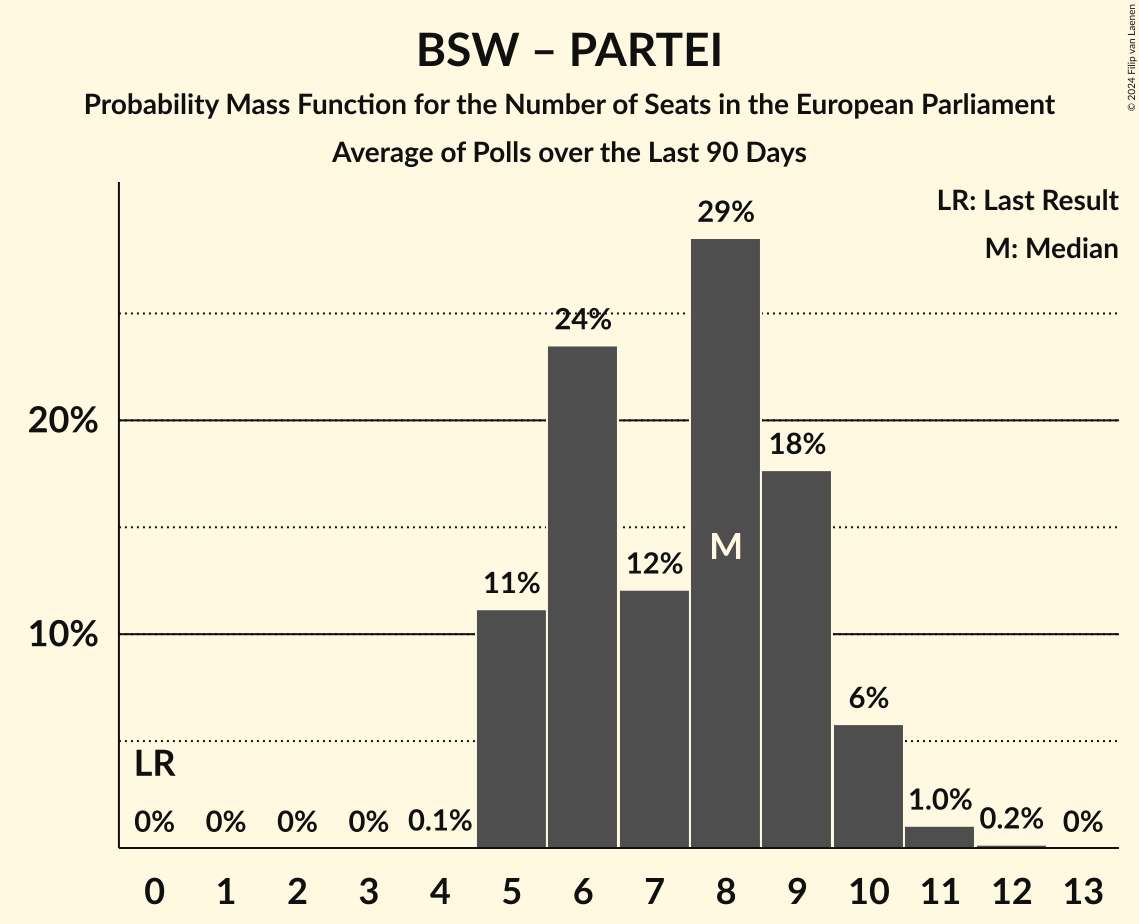 BSW – PARTEI
Probability Mass Function for the Number of Seats in the European Parliament
Average of Polls over the Last 90 Days
© 2024 Filip van Laenen
LR: Last Result
M: Median
29%
24%
20%
18%
M
12%
11%
10%
6%
LR
0% 0% 0% 0% 0.1% 1.0% 0.2% 0%
0 1 2 3 4 5 6 7 8 9 10 11 12 13